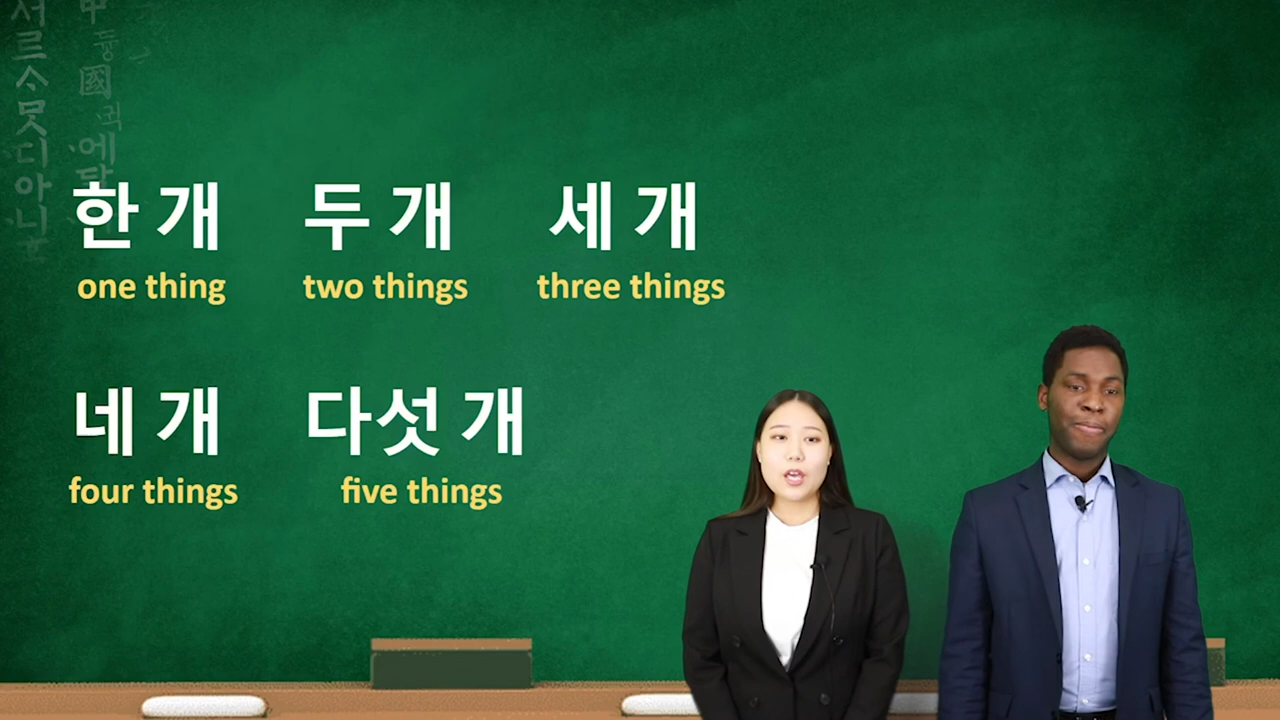 한 개 두 개 세 개
one thing two things three things
네 개 다섯 개
four things five things